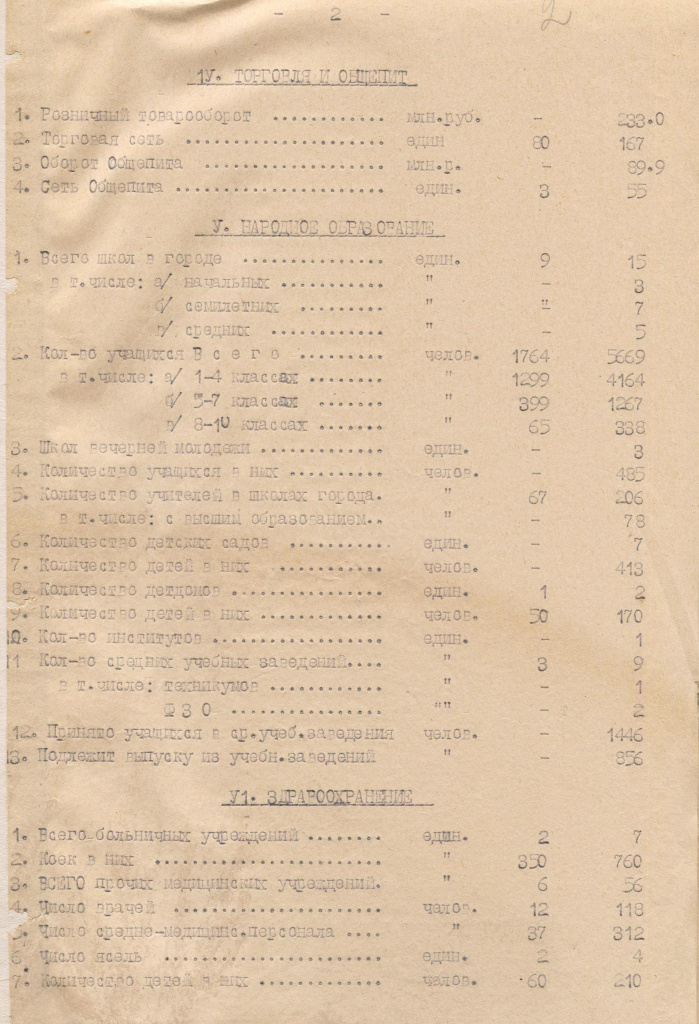 - 2 -
2
1У. ТОРГОВЛЯ И ОБЩЕПИТ
1. Розничный товарооборот ............ млн.руб. - 233.0
2. Торговая сеть ..................... един 80 167
3. Оборот Общепита ................... млн.р. - 89.9
4. Сеть Общепита ..................... един. 3 55
У. НАРОДНОЕ ОБРАЗОВАНИЕ
1. Всего школ в городе ............... един. 9 15
в т.числе: а/ начальных ........... " - 3
б/ семилетних ......... " " 7
в/ средних ............ " - 5
2. Кол-во учащихся В с е г о ......... челов. 1764 5669
в т.числе: а/ 1-4 классах ......... " 1299 4164
б/ 5-7 классах ....... " 399 1267
в/ 8-10 классах ....... " 65 338
3. Школ вечерней молодежи ............ един. - 3
4. Количество учащихся в них ......... челов. - 485
5. Количество учителей в школах города. " 67 206
в т.числе: с высшим образованием.. " - 78
6. Количество детских садов .......... един. - 7
7. Количество детей в них ............ челов. - 413
8. Количество детдомов ............... един. 1 2
9. Количество детей в них ............ челов. 50 170
10. Кол-во институтов ................ един. - 1
11 Кол-во средних учебных заведений.... " 3 9
в т.числе: техникумов ............. " - 1
Ф З О .................. "" - 2
12. Принято учащихся в ср.учеб.заведения челов. - 1446
13. Подлежит выпуску из учебн.заведений " - 856
У1. ЗДРАВООХРАНЕНИЕ
1. Всего больничных учреждений ........ един. 2 7
2. Коек в них ........................ " 350 760
3. ВСЕГО прочих медицинских учреждений. " 6 56
4. Число врачей ...................... челов. 12 118
5. Число средне-медицинс.персонала .... " 37 312
6 Число ясель ....................... един. 2 4
7. Количество детей в них ............ челов. 60 210